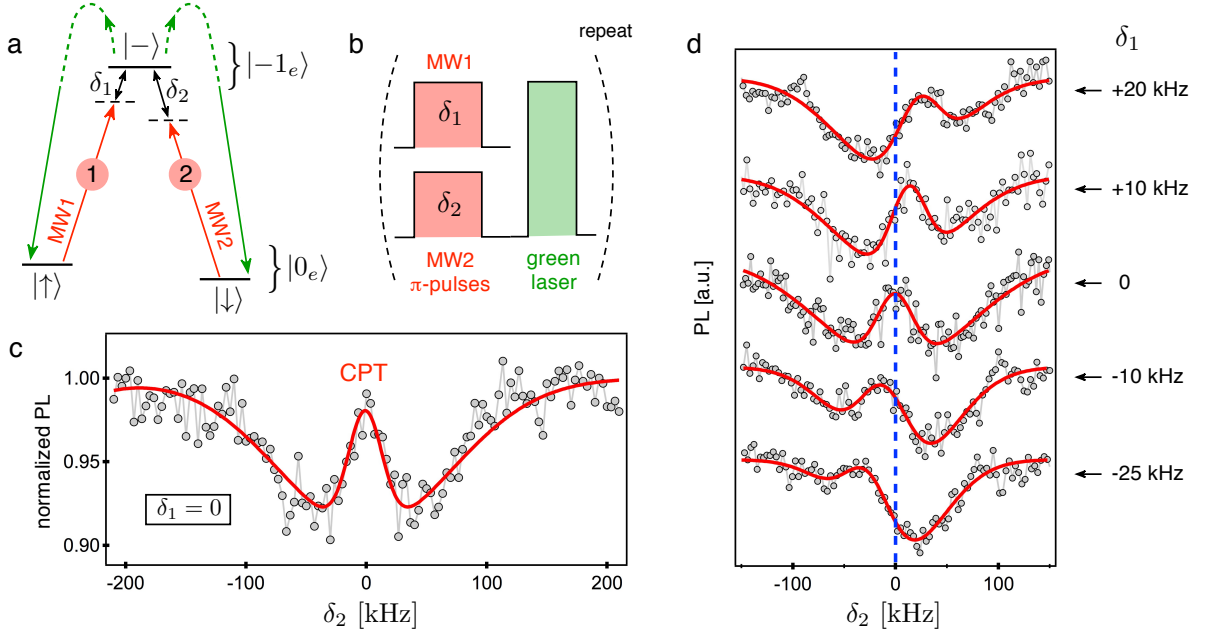 a
|−⟩
} |−1ₑ⟩
δ₁
δ₂
1
2
MW1
MW2
} |0ₑ⟩
|↑⟩
|↓⟩
b
repeat
MW1
δ₁
δ₂
MW2
π-pulses
green
laser
c
CPT
1.00
0.95
0.90
normalized PL
δ₁ = 0
-200
-100
0
100
200
δ₂ [kHz]
d
δ₁
+20 kHz
+10 kHz
0
-10 kHz
-25 kHz
PL [a.u.]
-100
0
100
δ₂ [kHz]